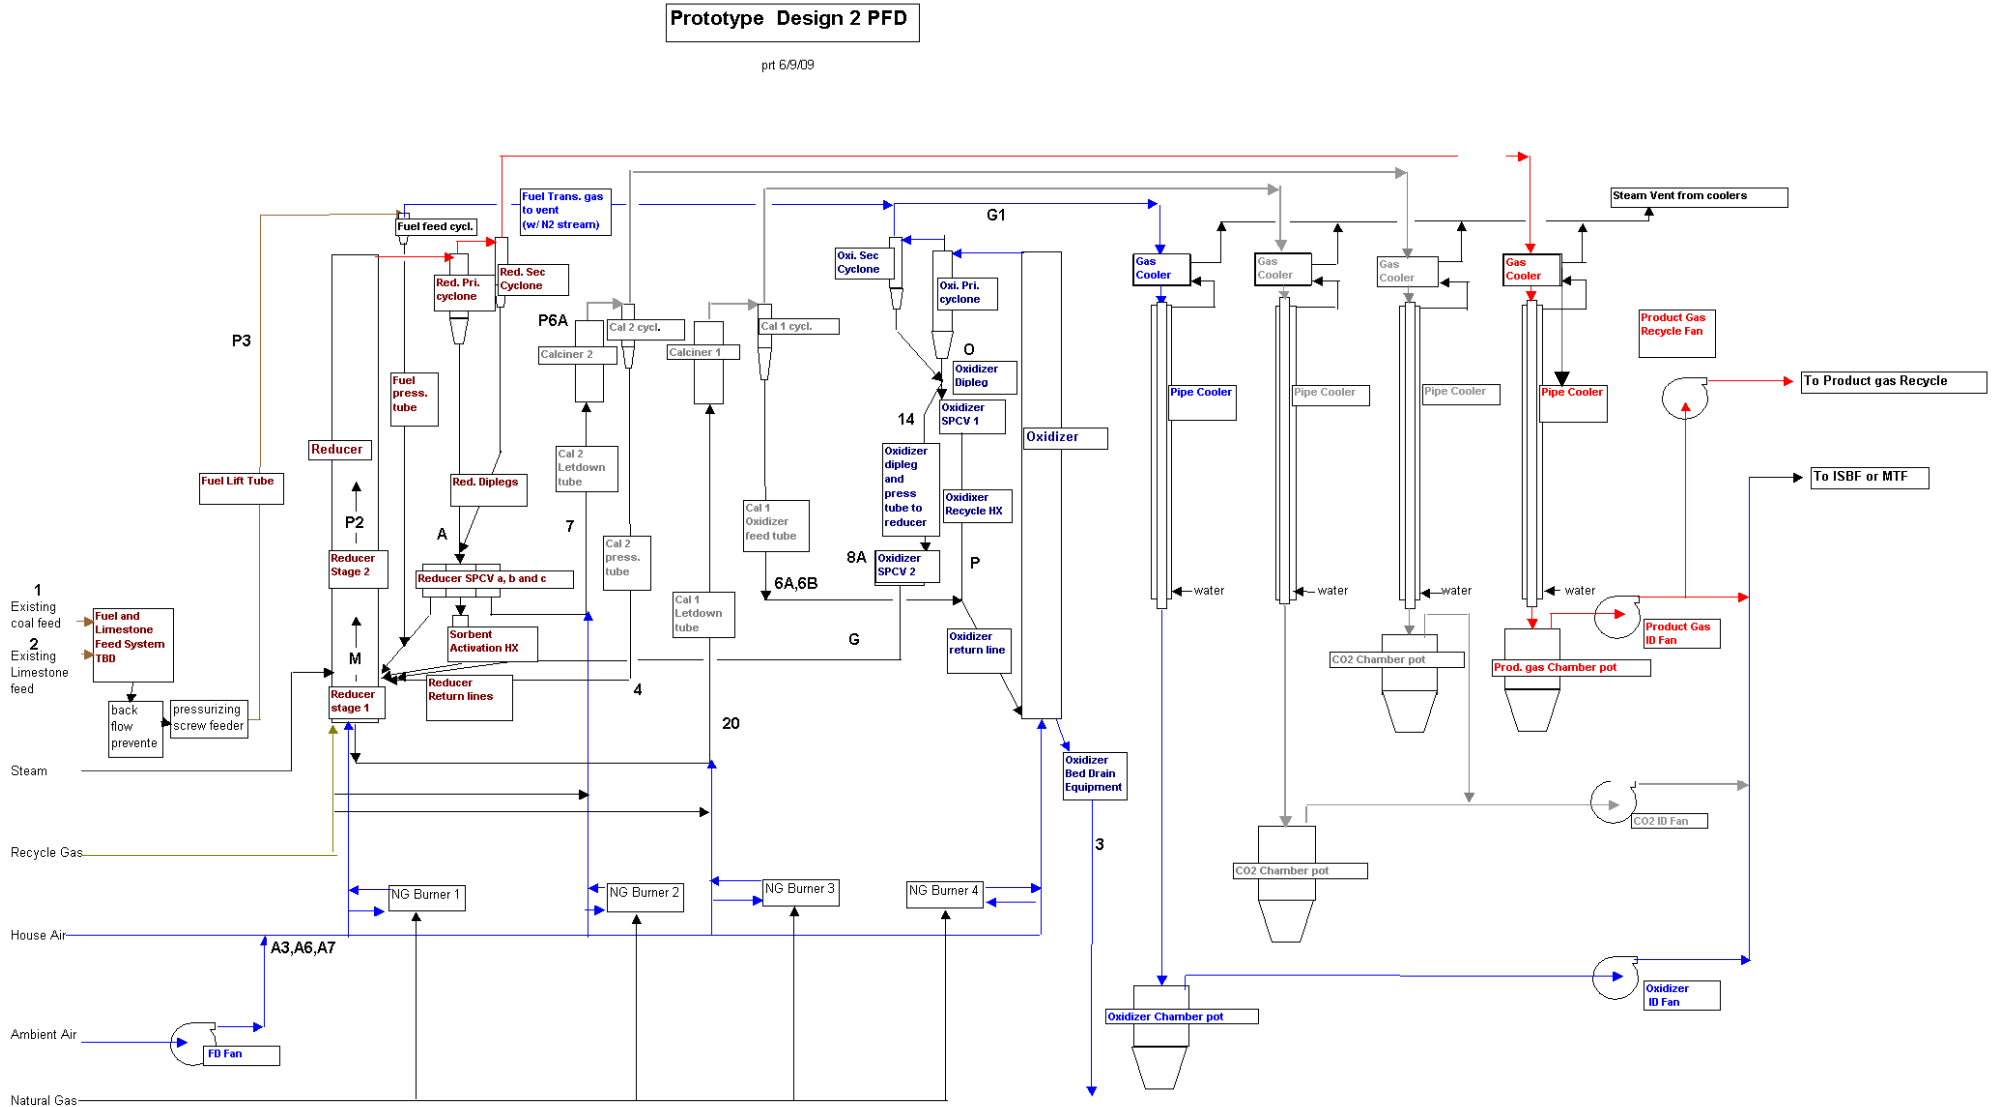 Prototype Design 2 PFD
prt 6/9/09
Fuel Trans. gas
to vent
(w/ N2 stream)
Steam Vent from coolers
G1
Fuel feed cycl.
Oxi. Sec
Cyclone
Gas
Cooler
Gas
Cooler
Gas
Cooler
Gas
Cooler
Red. Pri.
cyclone
Red. Sec
Cyclone
Oxi. Pri.
cyclone
P3
P6A
Cal 2 cycl.
Cal 1 cycl.
Calciner 2
Calciner 1
O
Product Gas
Recycle Fan
Fuel
press.
tube
Oxidizer
Dipleg
To Product gas Recycle
Pipe Cooler
Pipe Cooler
Pipe Cooler
Pipe Cooler
14
Oxidizer
SPCV 1
Reducer
Oxidizer
Cal 2
Letdown
tube
Oxidizer
dipleg
and
press
tube to
reducer
Fuel Lift Tube
Red. Diplegs
To ISBF or MTF
Oxidixer
Recycle HX
P2
A
7
Cal 1
Oxidizer
feed tube
Cal 2
press.
tube
Reducer
Stage 2
8A
Oxidizer
SPCV 2
P
Reducer SPCV a, b and c
6A,6B
water
water
water
water
1
Existing
coal feed
2
Existing
Limestone
feed
Fuel and
Limestone
Feed System
TBD
Cal 1
Letdown
tube
Sorbent
Activation HX
G
Oxidizer
return line
Product Gas
ID Fan
M
CO2 Chamber pot
Prod. gas Chamber pot
Reducer
stage 1
Reducer
Return lines
4
back
flow
prevente
pressurizing
screw feeder
20
Steam
Oxidizer
Bed Drain
Equipment
CO2 ID Fan
3
Recycle Gas
CO2 Chamber pot
NG Burner 1
NG Burner 2
NG Burner 3
NG Burner 4
House Air
A3,A6,A7
Oxidizer
ID Fan
Oxidizer Chamber pot
Ambient Air
FD Fan
Natural Gas